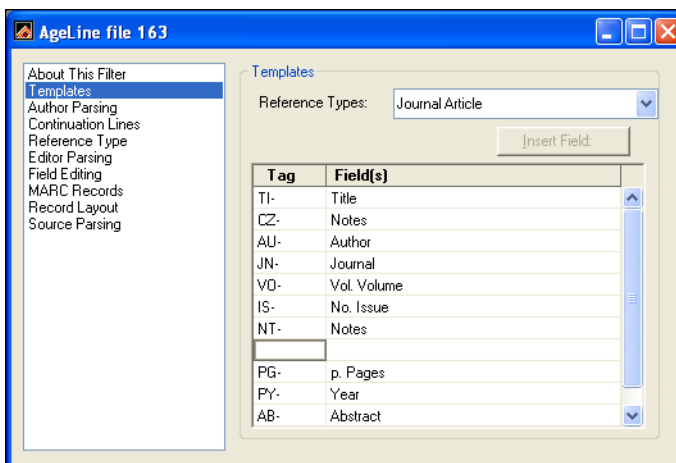 AgeLine file 163
About This Filter
Templates
Author Parsing
Continuation Lines
Reference Type
Editor Parsing
Field Editing
MARC Records
Record Layout
Source Parsing
Templates
Reference Types: Journal Article
Insert Field:
Tag Field(s)
TI- Title
CZ- Notes
AU- Author
JN- Journal
VO- Vol. Volume
IS- No. Issue
NT- Notes
PG- p. Pages
PY- Year
AB- Abstract